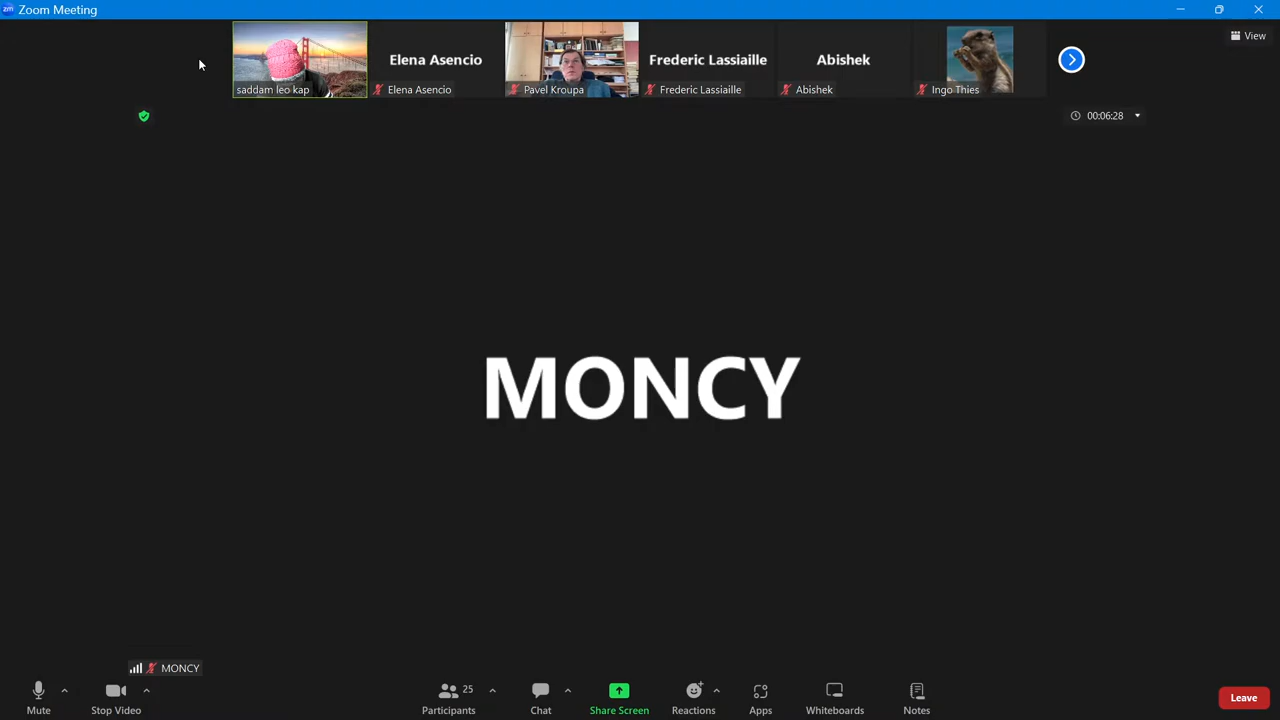 zm Zoom Meeting
View
Elena Asencio
Frederic Lassiaille
Abishek
saddam leo kap
Elena Asencio
Pavel Kroupa
Frederic Lassiaille
Abishek
Ingo Thies
00:06:28
MONCY
MONCY
25
Mute
Stop Video
Participants
Chat
Share Screen
Reactions
Apps
Whiteboards
Notes
Leave